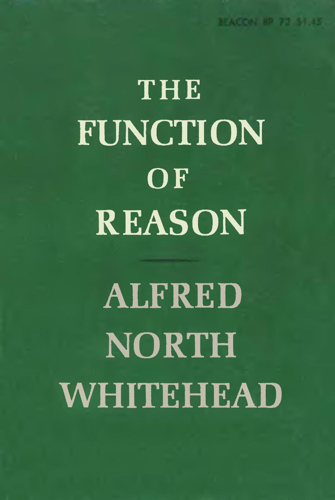 BEACON BP 72 $1.45
THE
FUNCTION
OF
REASON
ALFRED
NORTH
WHITEHEAD